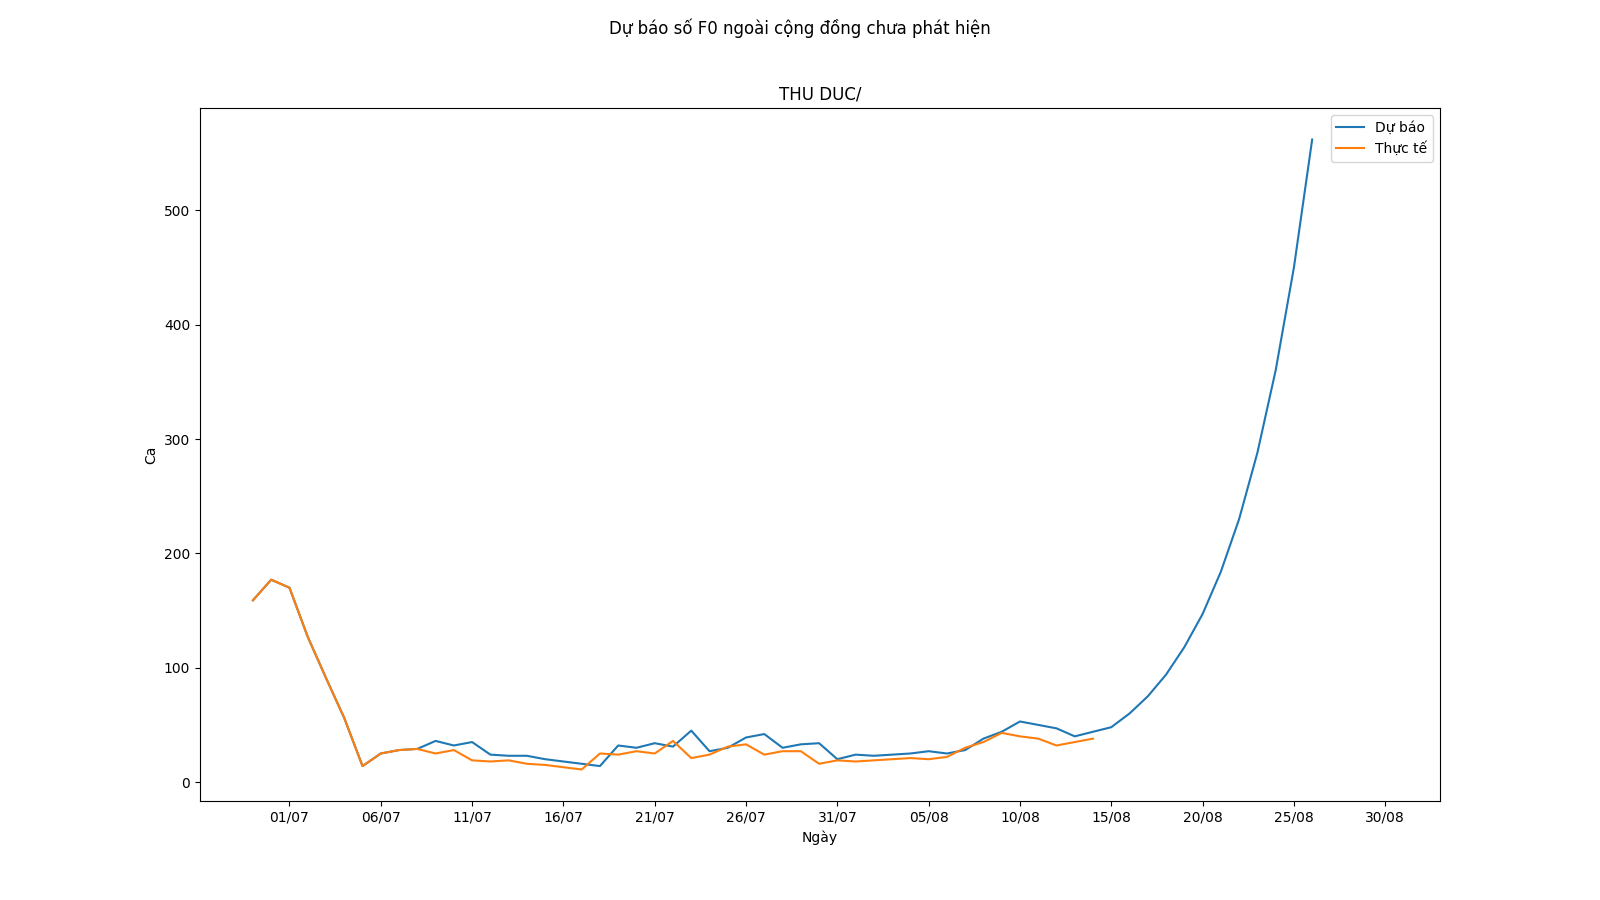 Dự báo số F0 ngoài cộng đồng chưa phát hiện
THU DUC/
Dự báo
Thực tế
500
400
300
200
100
0
Ca
01/07 06/07 11/07 16/07 21/07 26/07 31/07 05/08 10/08 15/08 20/08 25/08 30/08
Ngày